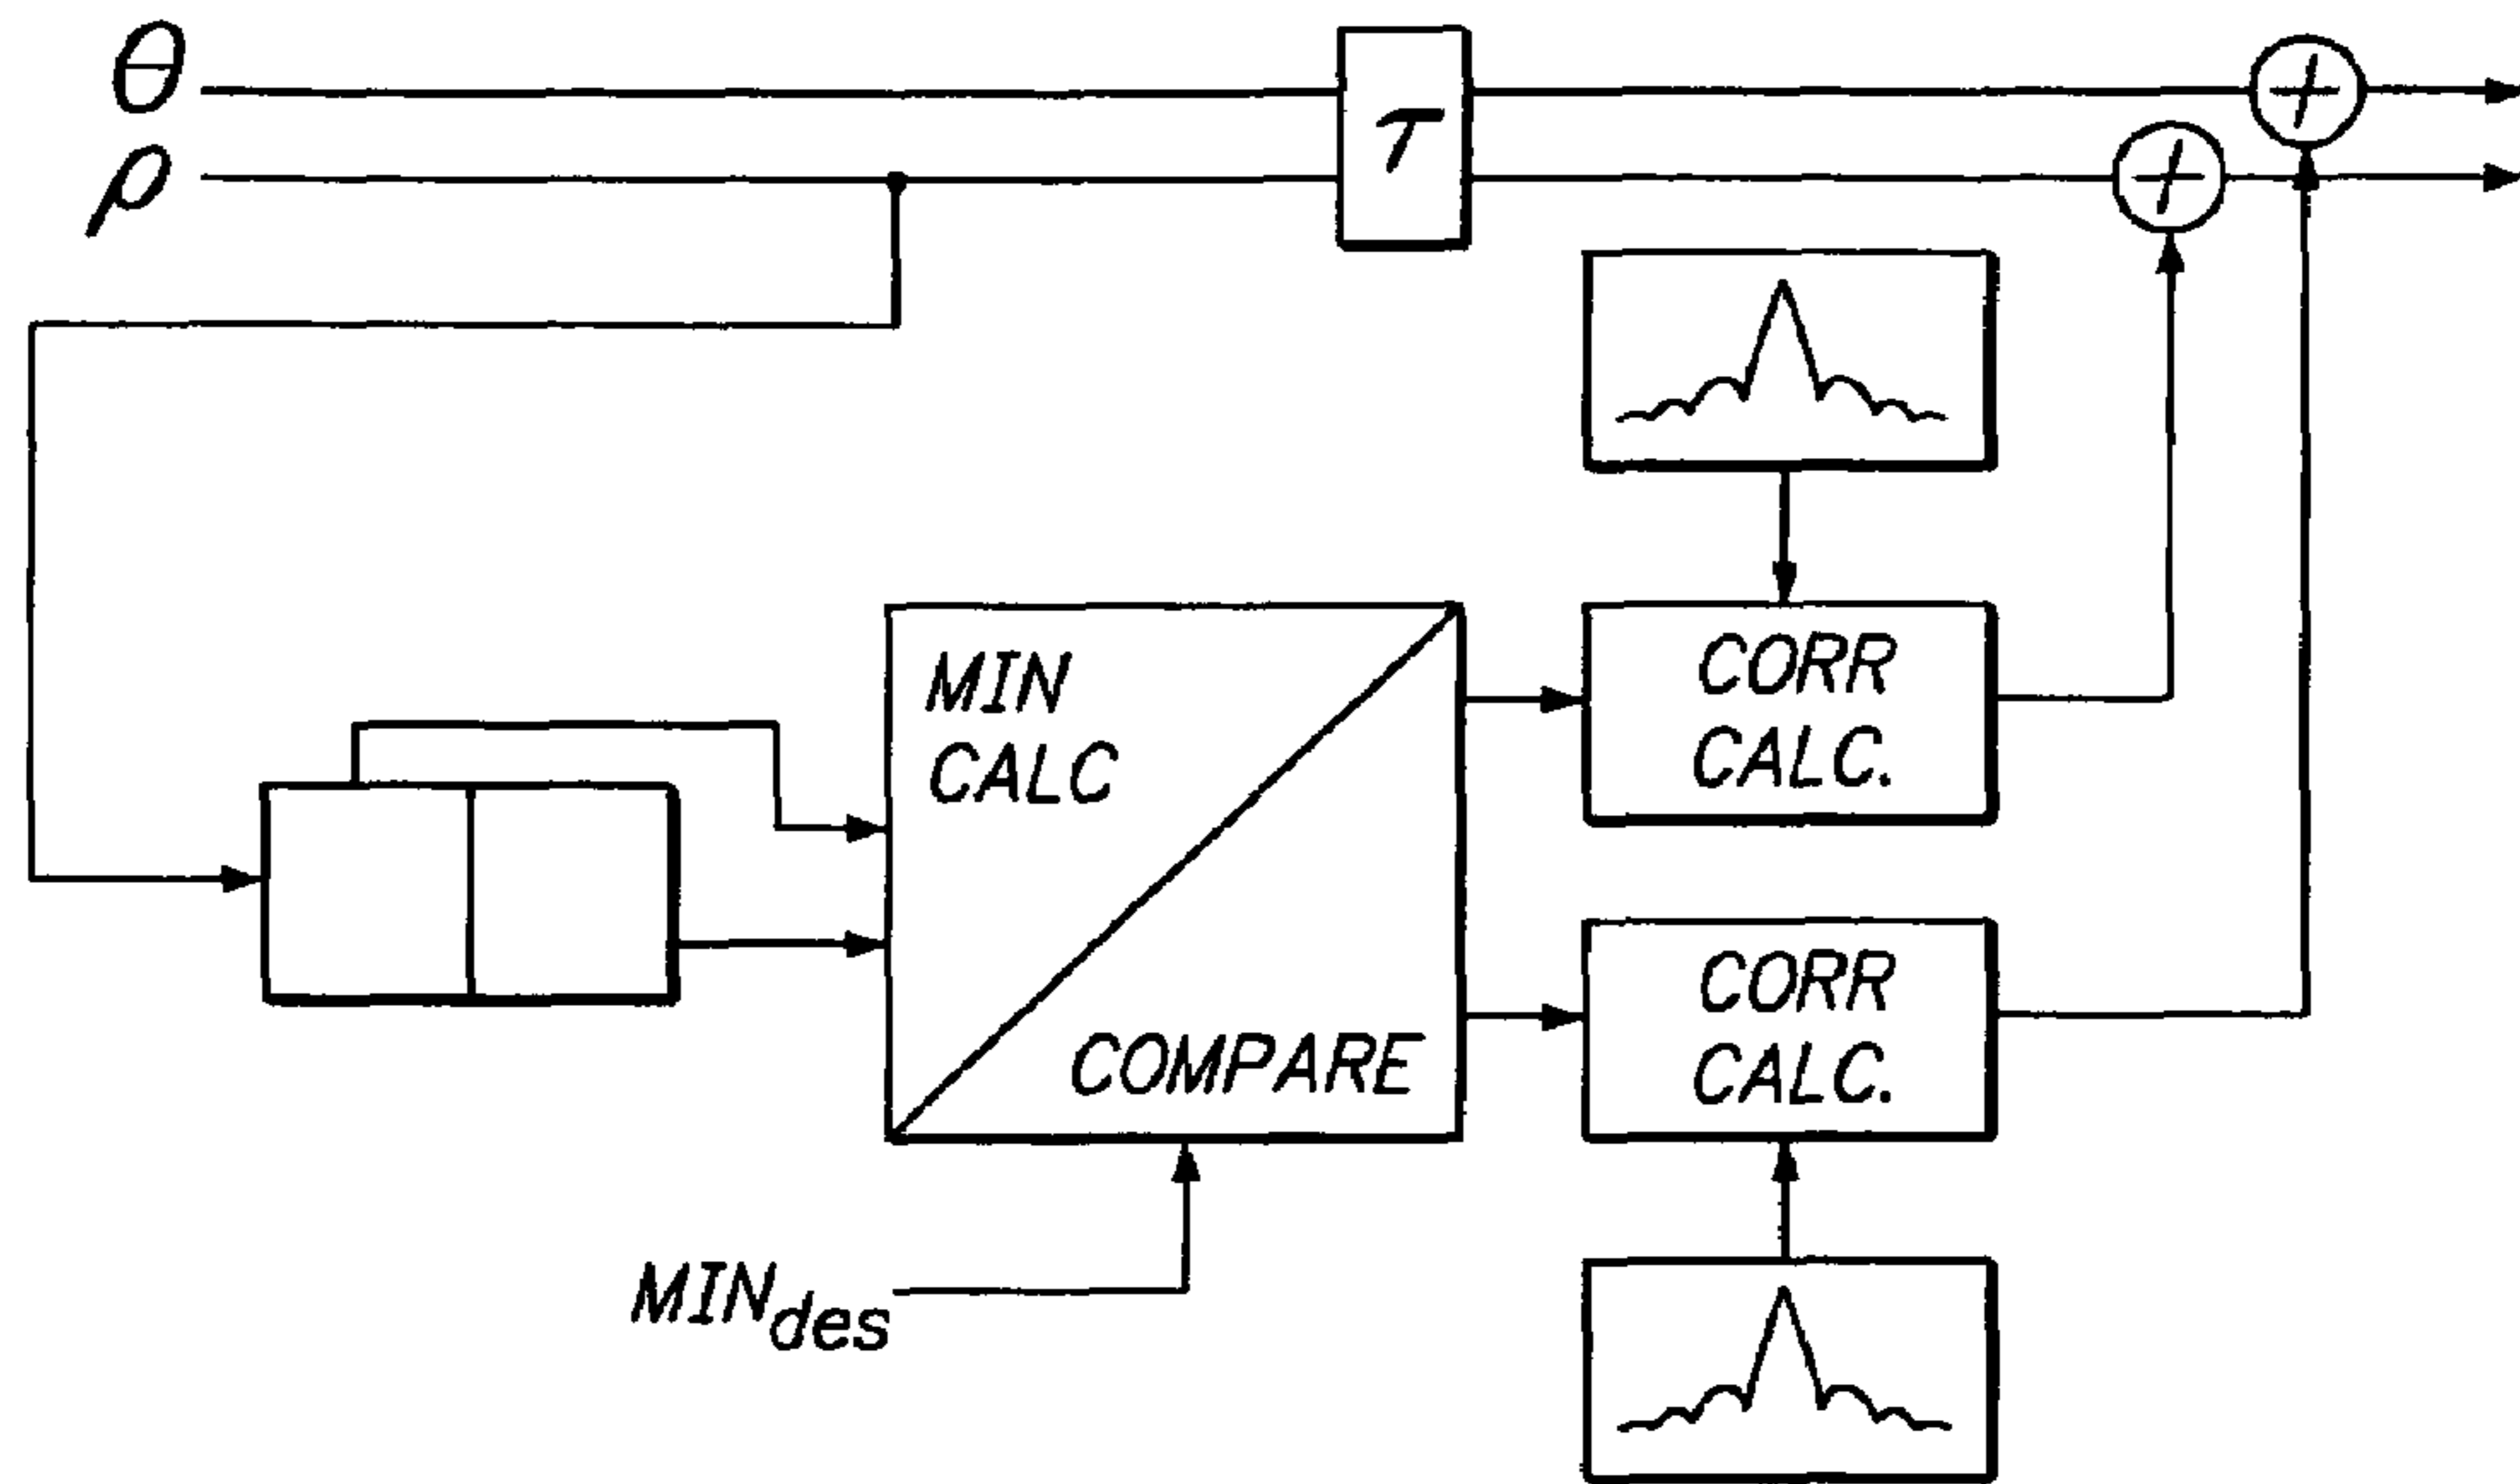 θ
ρ
τ
MIN
CALC
COMPARE
CORR
CALC.
CORR
CALC.
MINdes
+
+